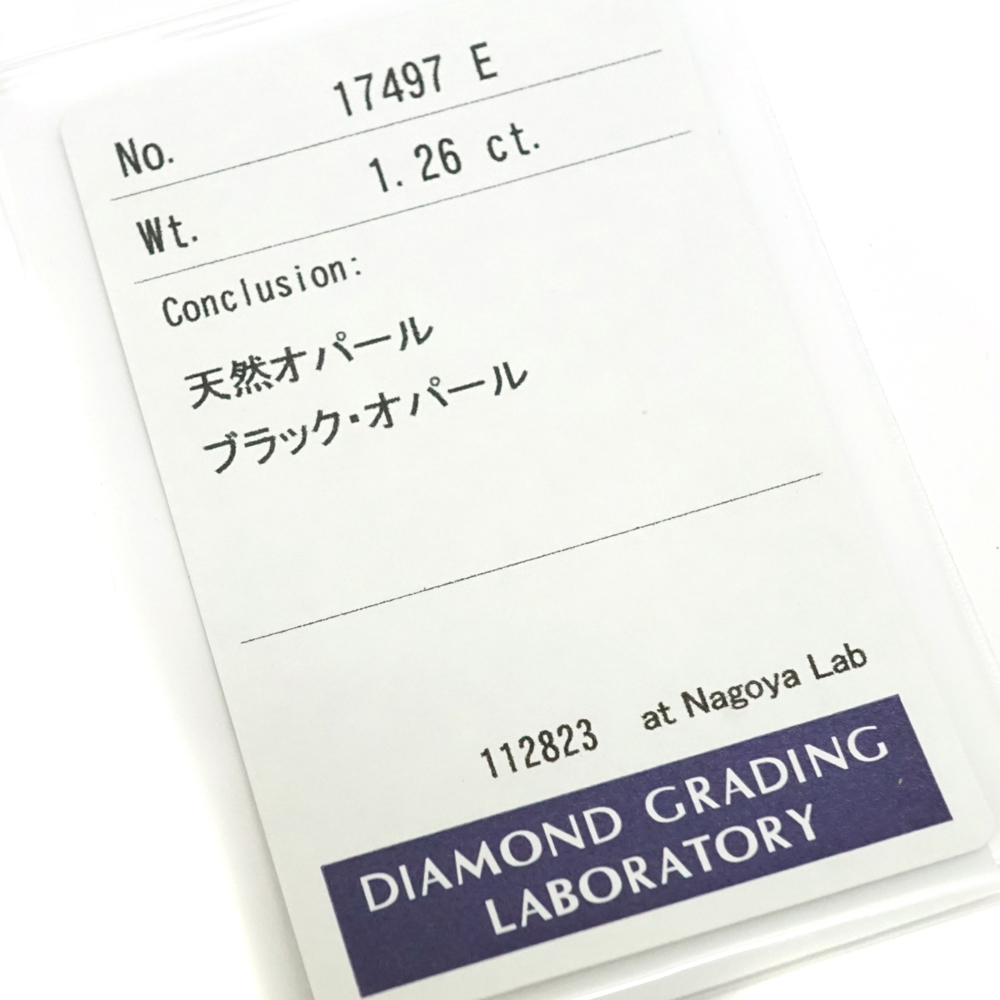 No. 17497 E
Wt. 1.26 ct.
Conclusion:
天然オパール
ブラック・オパール
112823 at Nagoya Lab
DIAMOND GRADING
LABORATORY